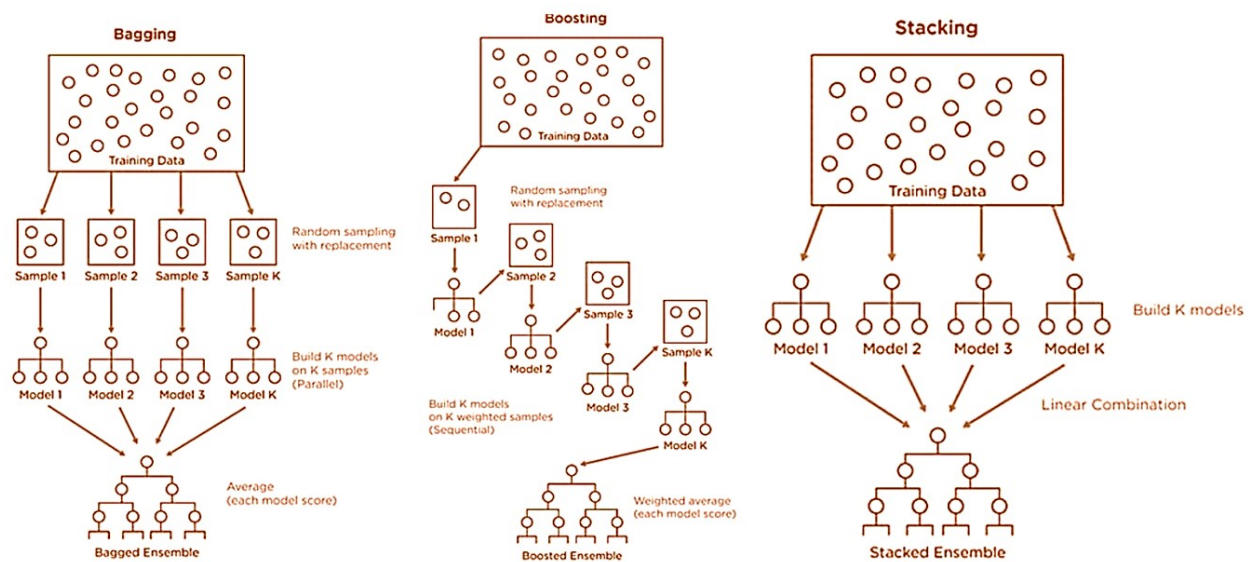 Bagging
Training Data
Random sampling
with replacement
Sample 1
Sample 2
Sample 3
Sample K
Build K models
on K samples
(Parallel)
Model 1
Model 2
Model 3
Model K
Average
(each model score)
Bagged Ensemble
Boosting
Training Data
Random sampling
with replacement
Sample 1
Sample 2
Model 1
Sample 3
Model 2
Sample K
Build K models
on K weighted samples
(Sequential)
Model 3
Model K
Weighted average
(each model score)
Boosted Ensemble
Stacking
Training Data
Build K models
Model 1
Model 2
Model 3
Model K
Linear Combination
Stacked Ensemble